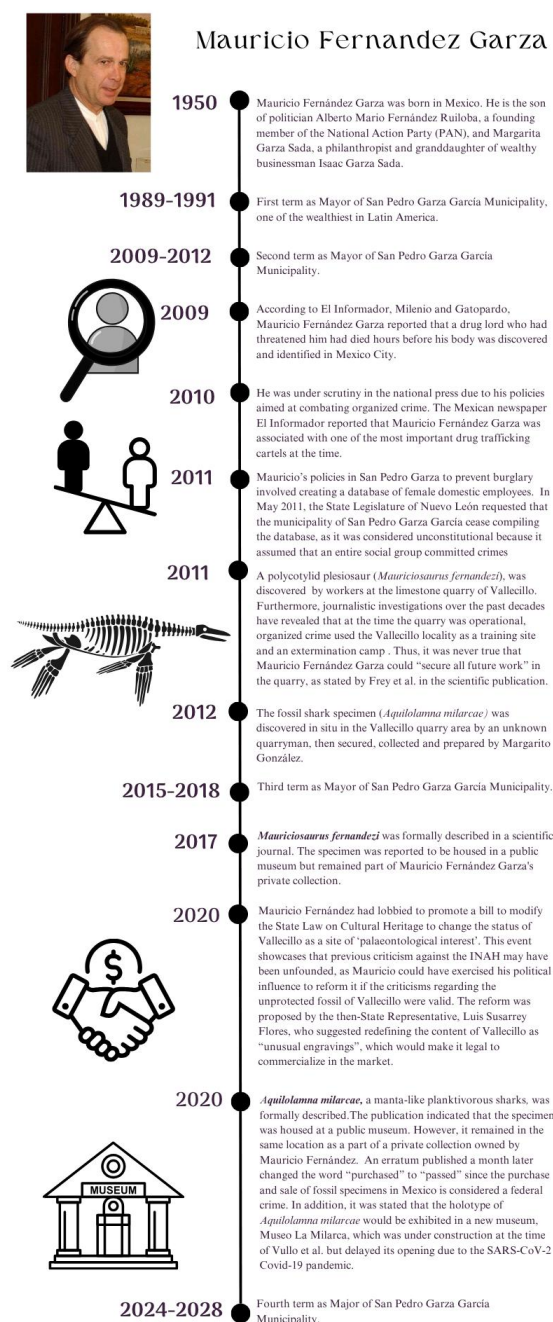 Mauricio Fernandez Garza
1950
Mauricio Fernández Garza was born in Mexico. He is the son
of politician Alberto Mario Fernández Ruiloba, a founding
member of the National Action Party (PAN), and Margarita
Garza Sada, a philanthropist and granddaughter of wealthy
businessman Isaac Garza Sada.
1989-1991
First term as Mayor of San Pedro Garza García Municipality,
one of the wealthiest in Latin America.
2009-2012
Second term as Mayor of San Pedro Garza García
Municipality.
2009
According to El Informador, Milenio and Gatopardo,
Mauricio Fernández Garza reported that a drug lord who had
threatened him had died hours before his body was discovered
and identified in Mexico City.
2010
He was under scrutiny in the national press due to his policies
aimed at combating organized crime. The Mexican newspaper
El Informador reported that Mauricio Fernández Garza was
associated with one of the most important drug trafficking
cartels at the time.
2011
Mauricio's policies in San Pedro Garza to prevent burglary
involved creating a database of female domestic employees. In
May 2011, the State Legislature of Nuevo León requested that
the municipality of San Pedro Garza García cease compiling
the database, as it was considered unconstitutional because it
assumed that an entire social group committed crimes
2011
A polycotylid plesiosaur (Mauriciosaurus fernandezi), was
discovered by workers at the limestone quarry of Vallecillo.
Furthermore, journalistic investigations over the past decades
have revealed that at the time the quarry was operational,
organized crime used the Vallecillo locality as a training site
and an extermination camp . Thus, it was never true that
Mauricio Fernández Garza could “secure all future work” in
the quarry, as stated by Frey et al. in the scientific publication.
2012
The fossil shark specimen (Aquilolamna milarcae) was
discovered in situ in the Vallecillo quarry area by an unknown
quarryman, then secured, collected and prepared by Margarito
González.
2015-2018
Third term as Mayor of San Pedro Garza García Municipality.
2017
Mauriciosaurus fernandezi was formally described in a scientific
journal. The specimen was reported to be housed in a public
museum but remained part of Mauricio Fernández Garza's
private collection.
2020
Mauricio Fernández had lobbied to promote a bill to modify
the State Law on Cultural Heritage to change the status of
Vallecillo as a site of ‘palaeontological interest’. This event
showcases that previous criticism against the INAH may have
been unfounded, as Mauricio could have exercised his political
influence to reform it if the criticisms regarding the
unprotected fossil of Vallecillo were valid. The reform was
proposed by the then-State Representative, Luis Susarrey
Flores, who suggested redefining the content of Vallecillo as
“unusual engravings”, which would make it legal to
commercialize in the market.
2020
Aquilolamna milarcae, a manta-like planktivorous sharks, was
formally described.The publication indicated that the specimen
was housed at a public museum. However, it remained in the
same location as a part of a private collection owned by
Mauricio Fernández. An erratum published a month later
changed the word “purchased” to “passed” since the purchase
and sale of fossil specimens in Mexico is considered a federal
crime. In addition, it was stated that the holotype of
Aquilolamna milarcae would be exhibited in a new museum,
Museo La Milarca, which was under construction at the time
of Vullo et al. but delayed its opening due to the SARS-CoV-2
Covid-19 pandemic.
MUSEUM
2024-2028
Fourth term as Major of San Pedro Garza García
Municipality.